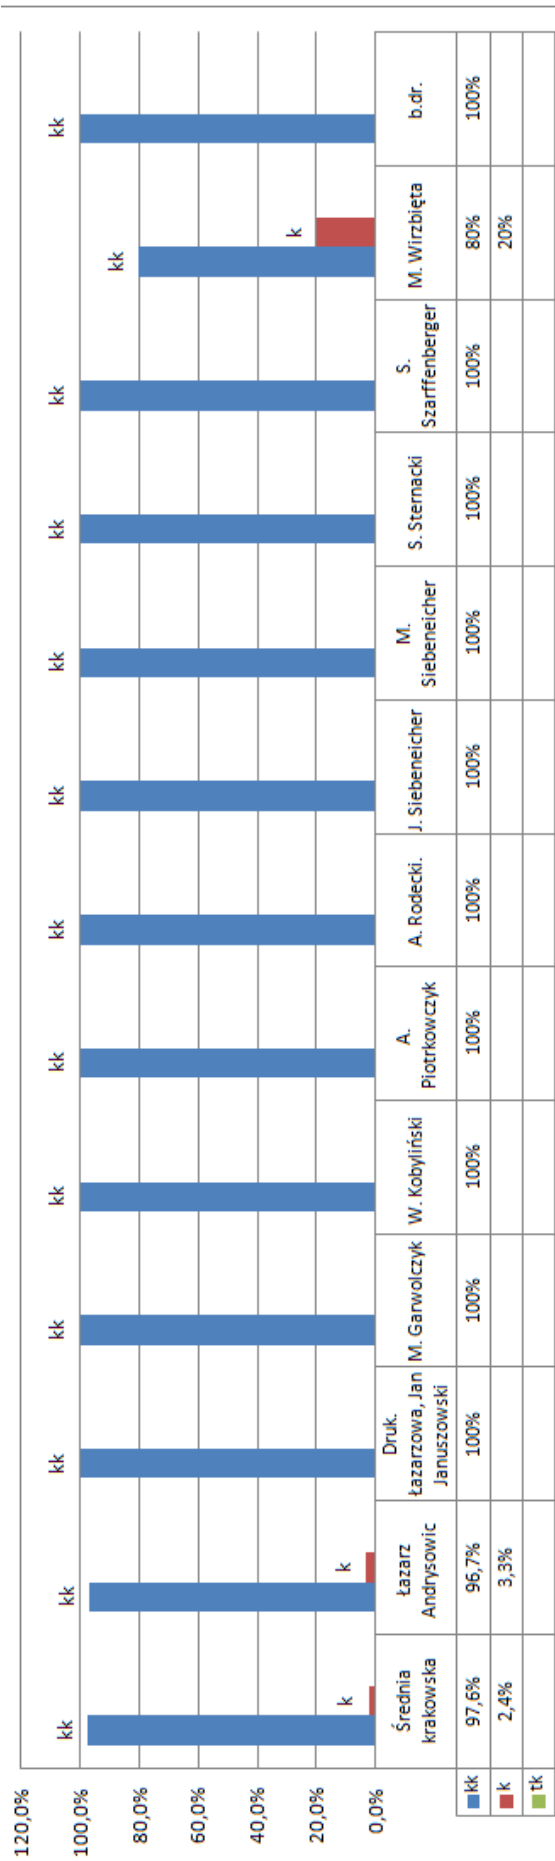 120,0%
100,0%
80,0%
60,0%
40,0%
20,0%
0,0%
kk
k
kk
k
kk
kk
kk
kk
kk
kk
kk
kk
kk
kk
k
kk
Średnia
krakowska
Łazarz
Andrysowic
Druk.
Łazarzowa, Jan
Januszowski
M. Garwolczyk
W. Kobyliński
A.
Piotrkowczyk
A. Rodecki.
J. Siebeneicher
M.
Siebeneicher
S. Sternacki
S.
Szarffenberger
M. Wirzbięta
b.dr.
kk 97,6% 96,7% 100% 100% 100% 100% 100% 100% 100% 100% 100% 80% 100%
k 2,4% 3,3% 20%
tk